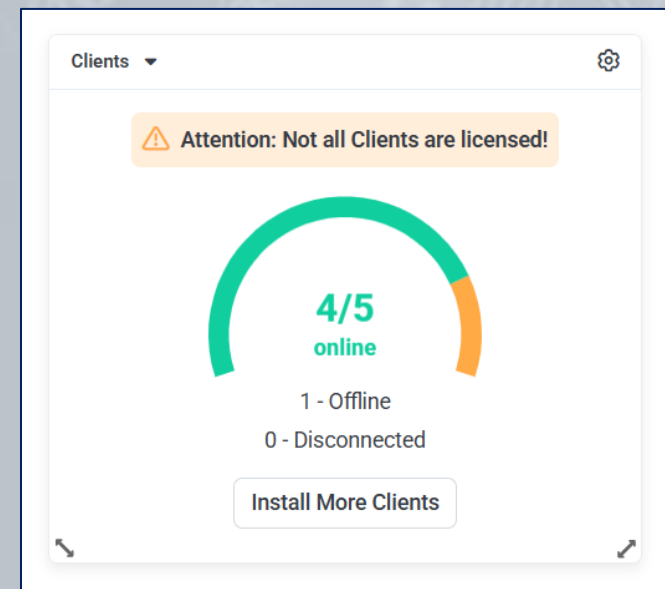 Clients
Attention: Not all Clients are licensed!
4/5
online
1 - Offline
0 - Disconnected
Install More Clients